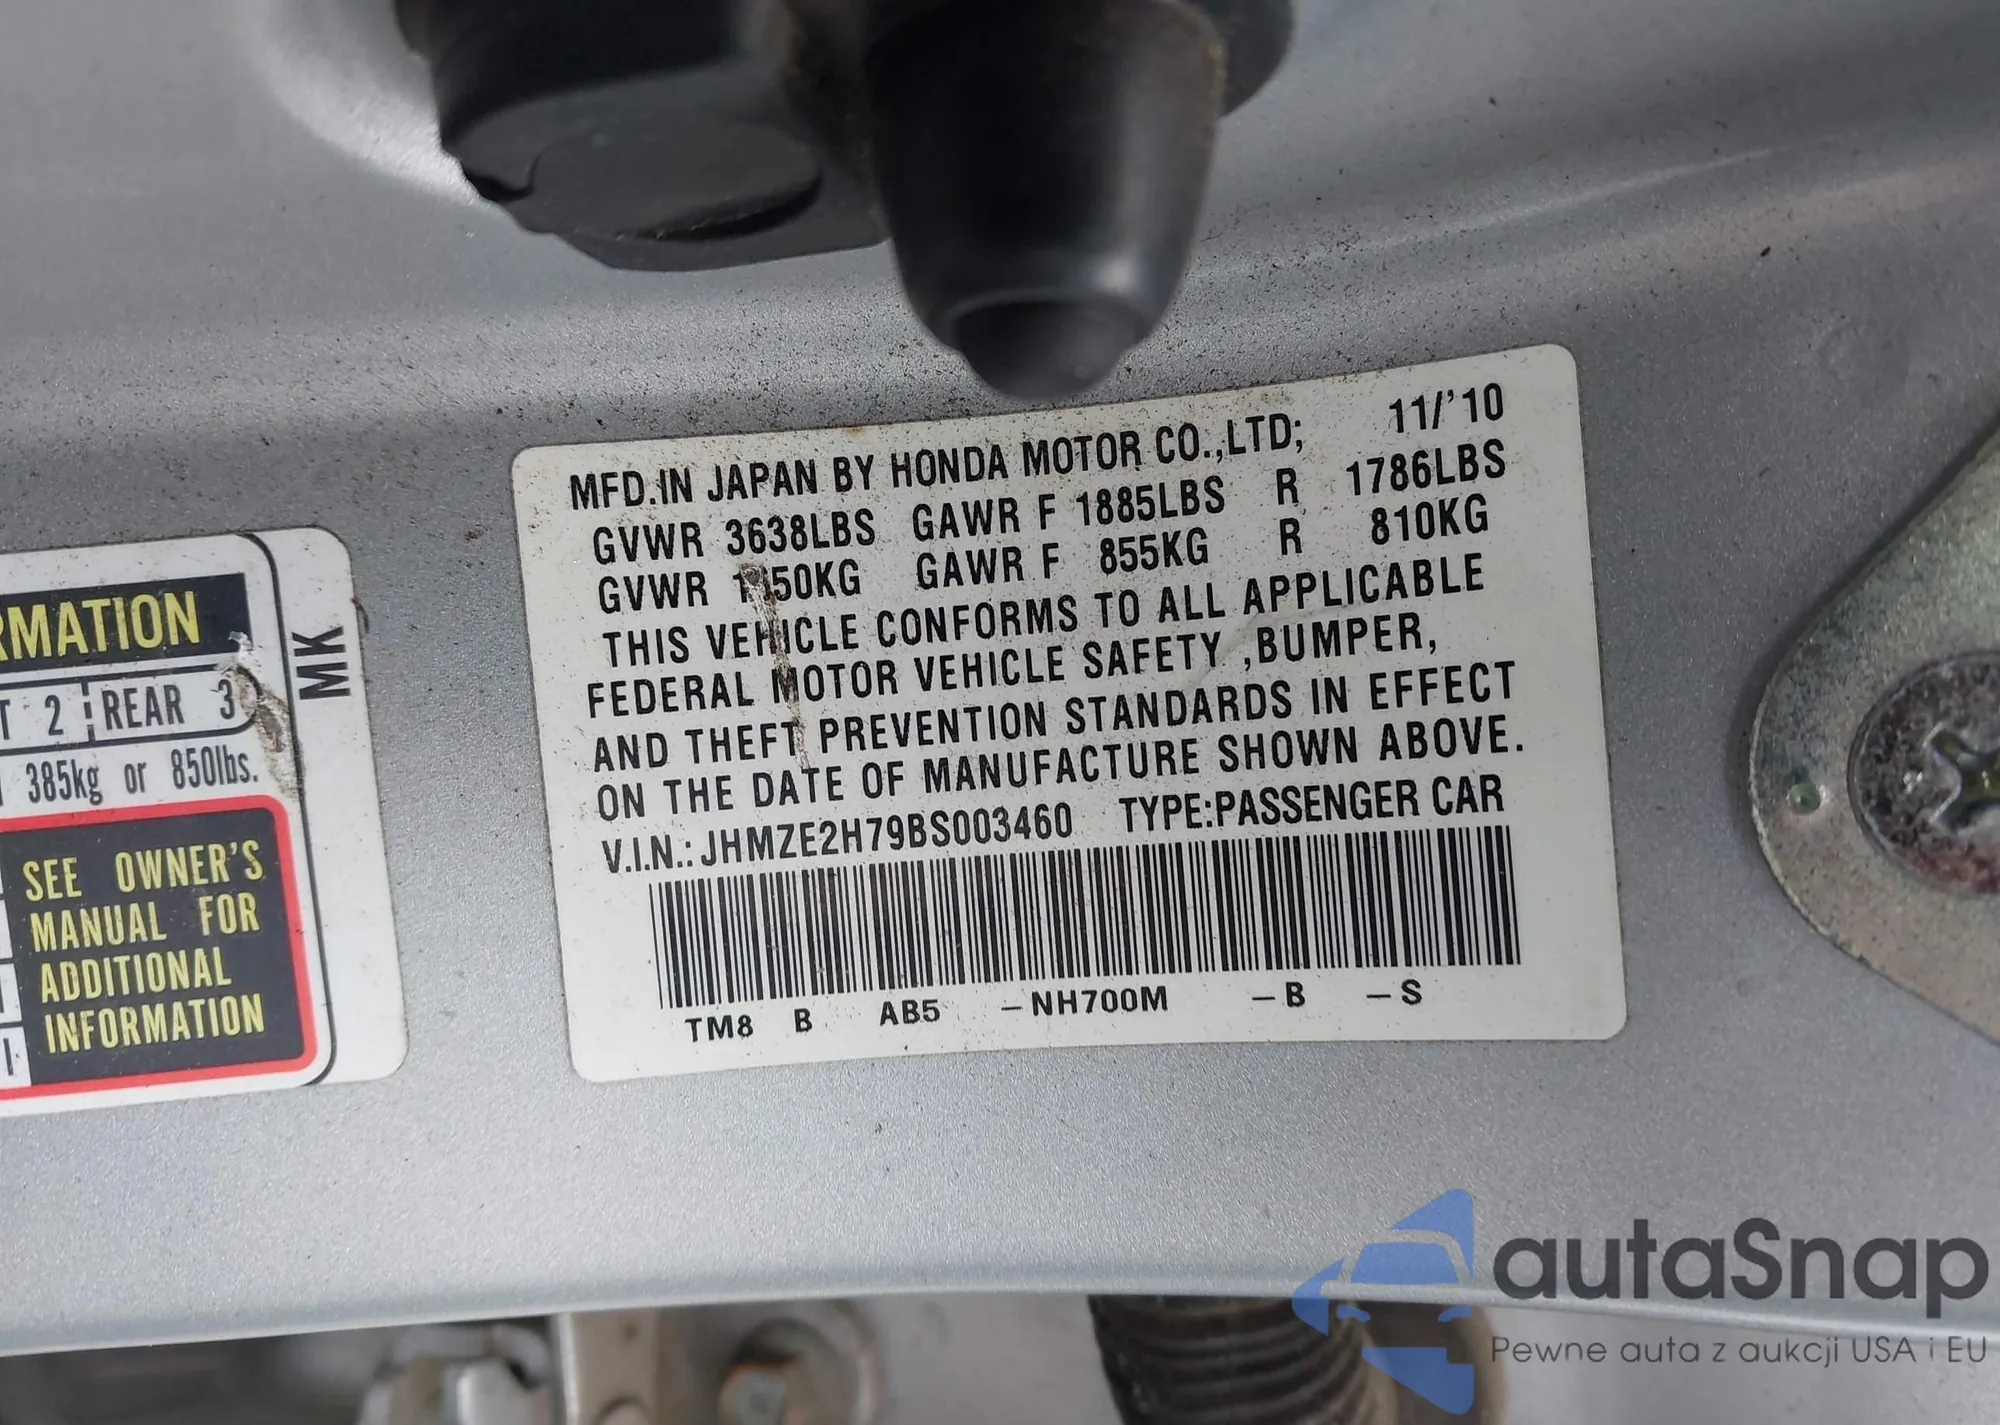 RMATION
T 2 REAR 3
385kg or 850lbs.
SEE OWNER'S
MANUAL FOR
ADDITIONAL
INFORMATION
MK
MFD.IN JAPAN BY HONDA MOTOR CO.,LTD; 11/'10
GVWR 3638LBS GAWR F 1885LBS R 1786LBS
GVWR 1650KG GAWR F 855KG R 810KG
THIS VEHICLE CONFORMS TO ALL APPLICABLE
FEDERAL MOTOR VEHICLE SAFETY ,BUMPER,
AND THEFT PREVENTION STANDARDS IN EFFECT
ON THE DATE OF MANUFACTURE SHOWN ABOVE.
V.I.N.: JHMZE2H79BS003460 TYPE:PASSENGER CAR
TM8 B AB5 –NH700M –B –S
autaSnap
Pewne auta z aukcji USA i EU